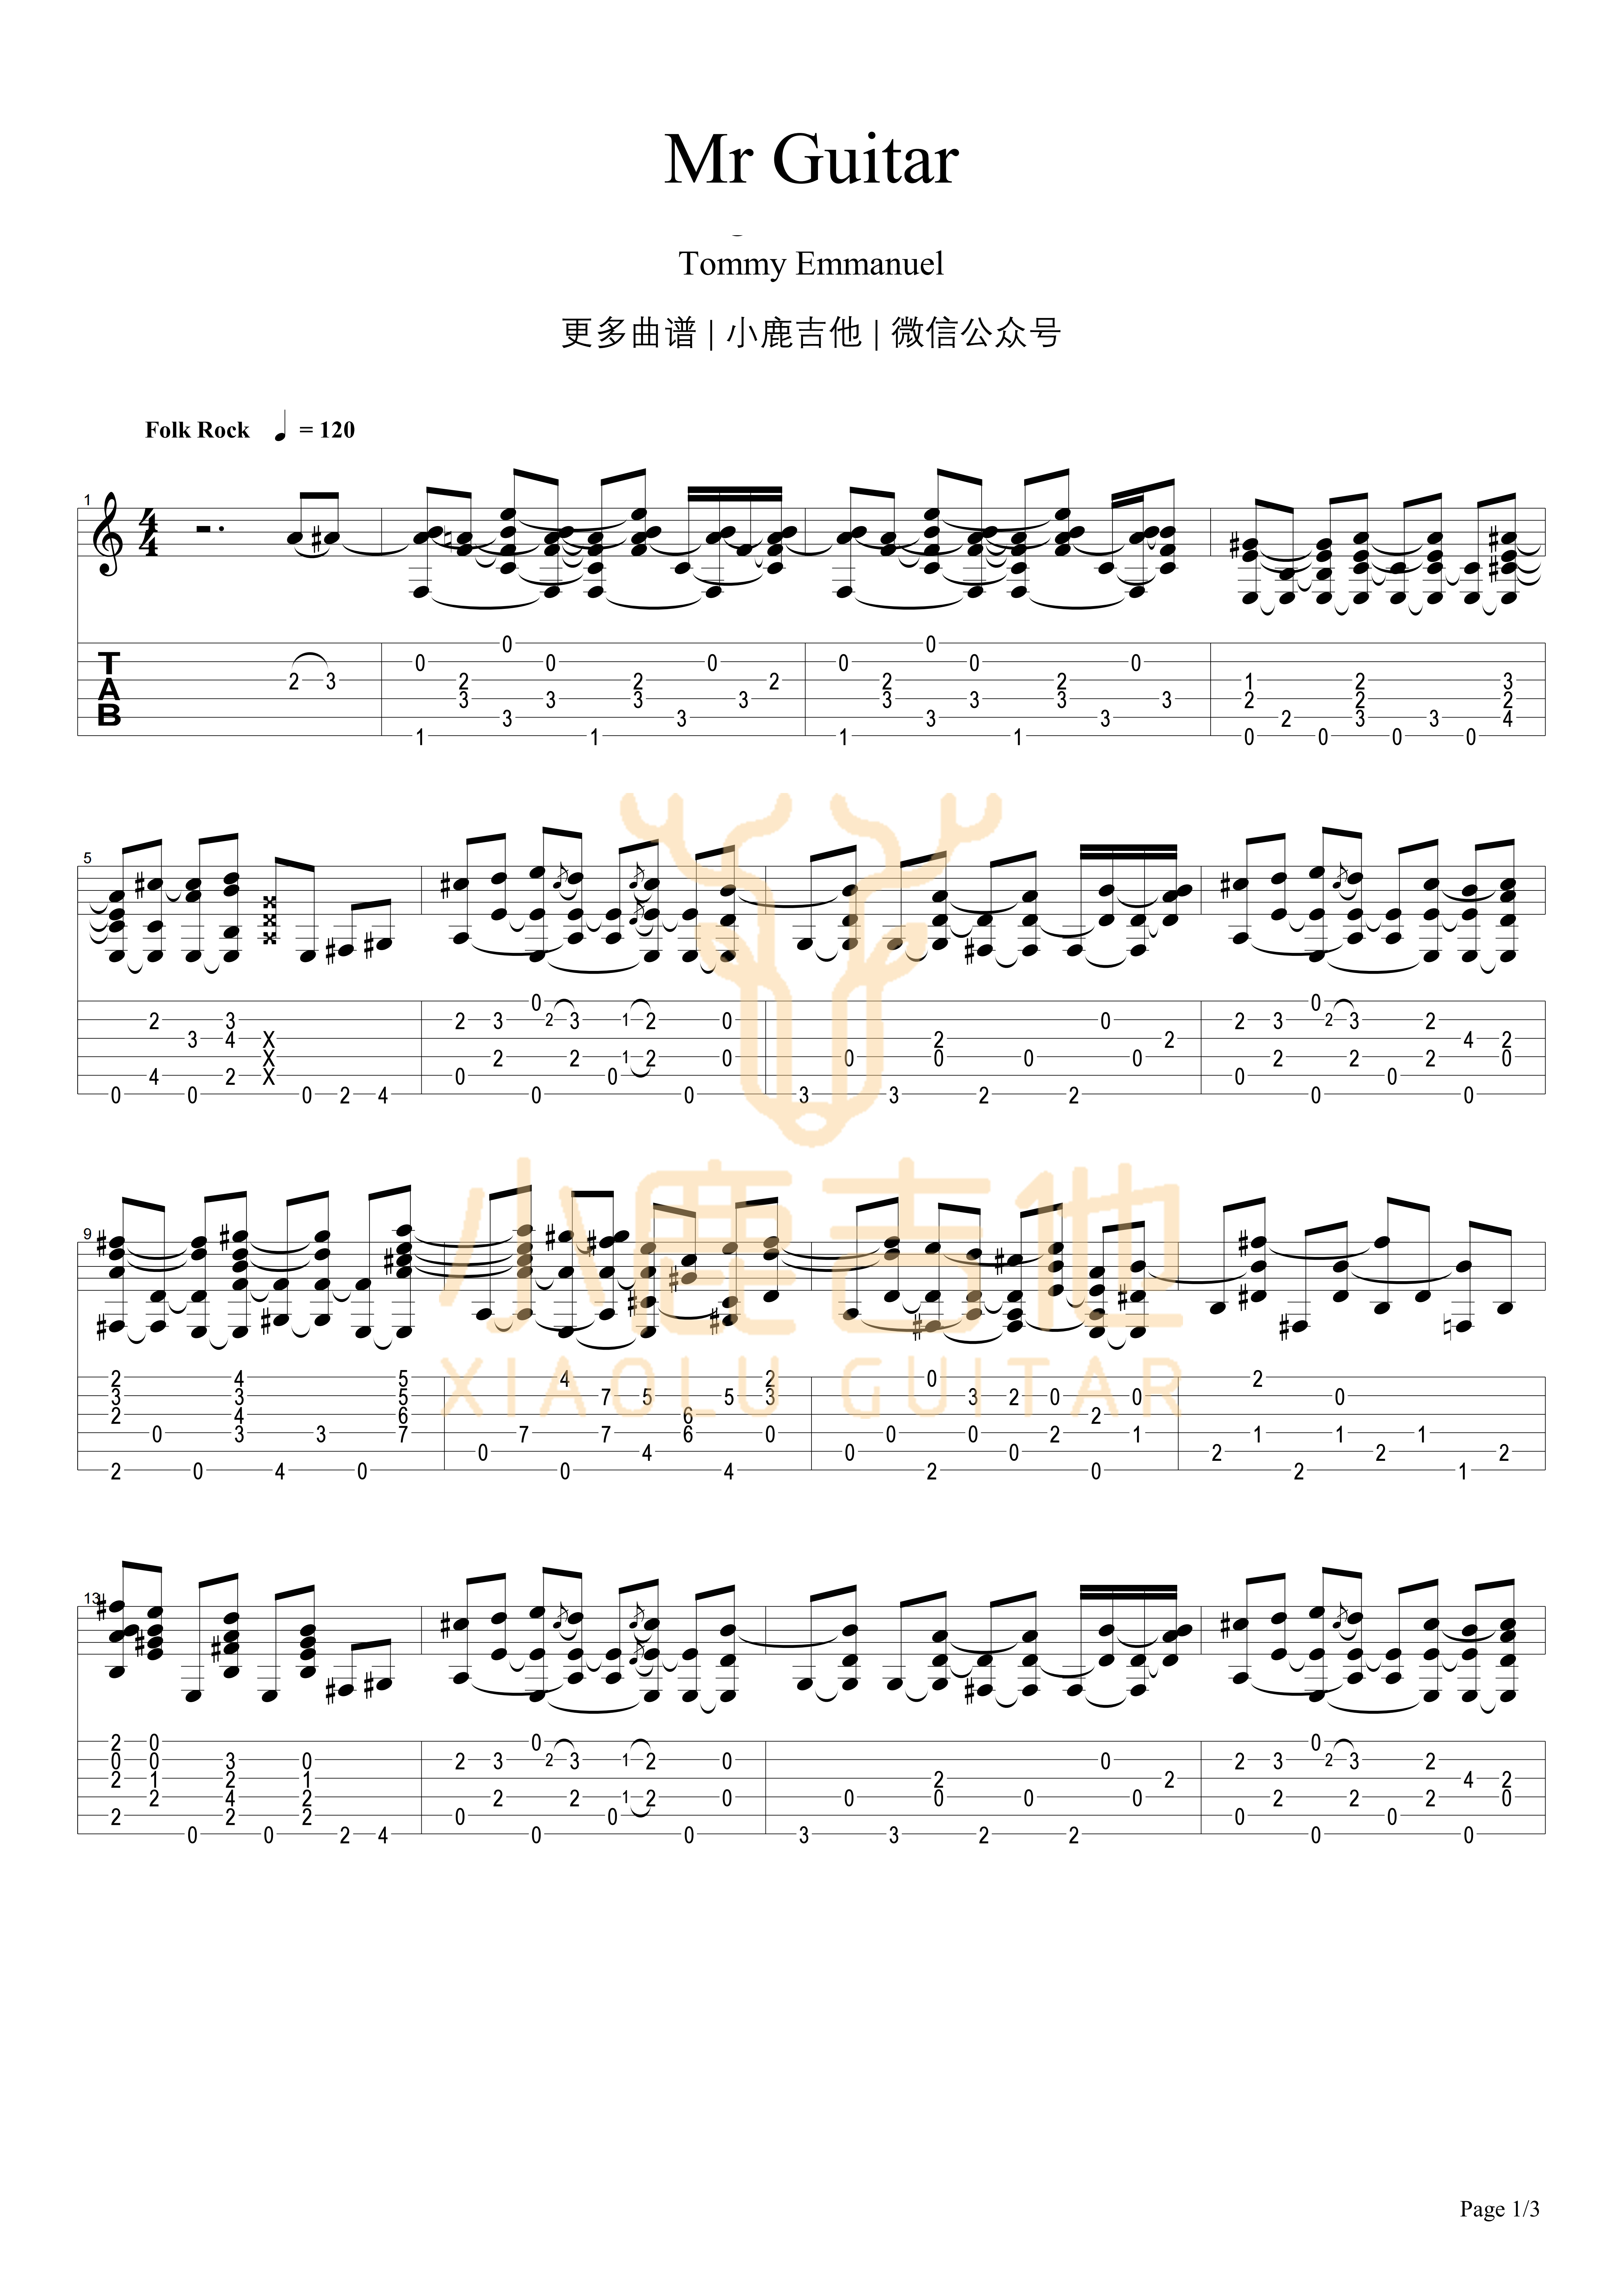 Mr Guitar
Tommy Emmanuel
更多曲谱 | 小鹿吉他 | 微信公众号
Folk Rock ♩ = 120
1
T
A
B
5
小鹿吉他
XIAOLU GUITAR
9
13
Page 1/3